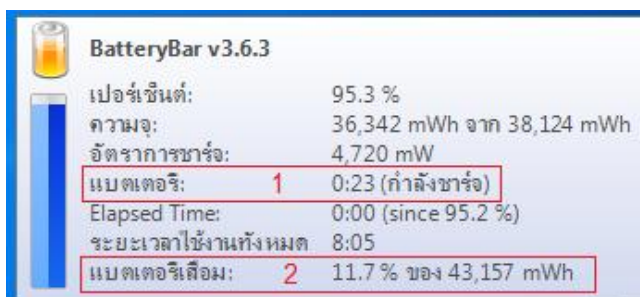 BatteryBar v3.6.3
เปอร์เซ็นต์: 95.3 %
ความจุ: 36,342 mWh จาก 38,124 mWh
อัตราการชาร์จ: 4,720 mW
แบตเตอรี: 1 0:23 (กำลังชาร์จ)
Elapsed Time: 0:00 (since 95.2 %)
ระยะเวลาใช้งานทั้งหมด 8:05
แบตเตอรีเสื่อม: 2 11.7 % ของ 43,157 mWh